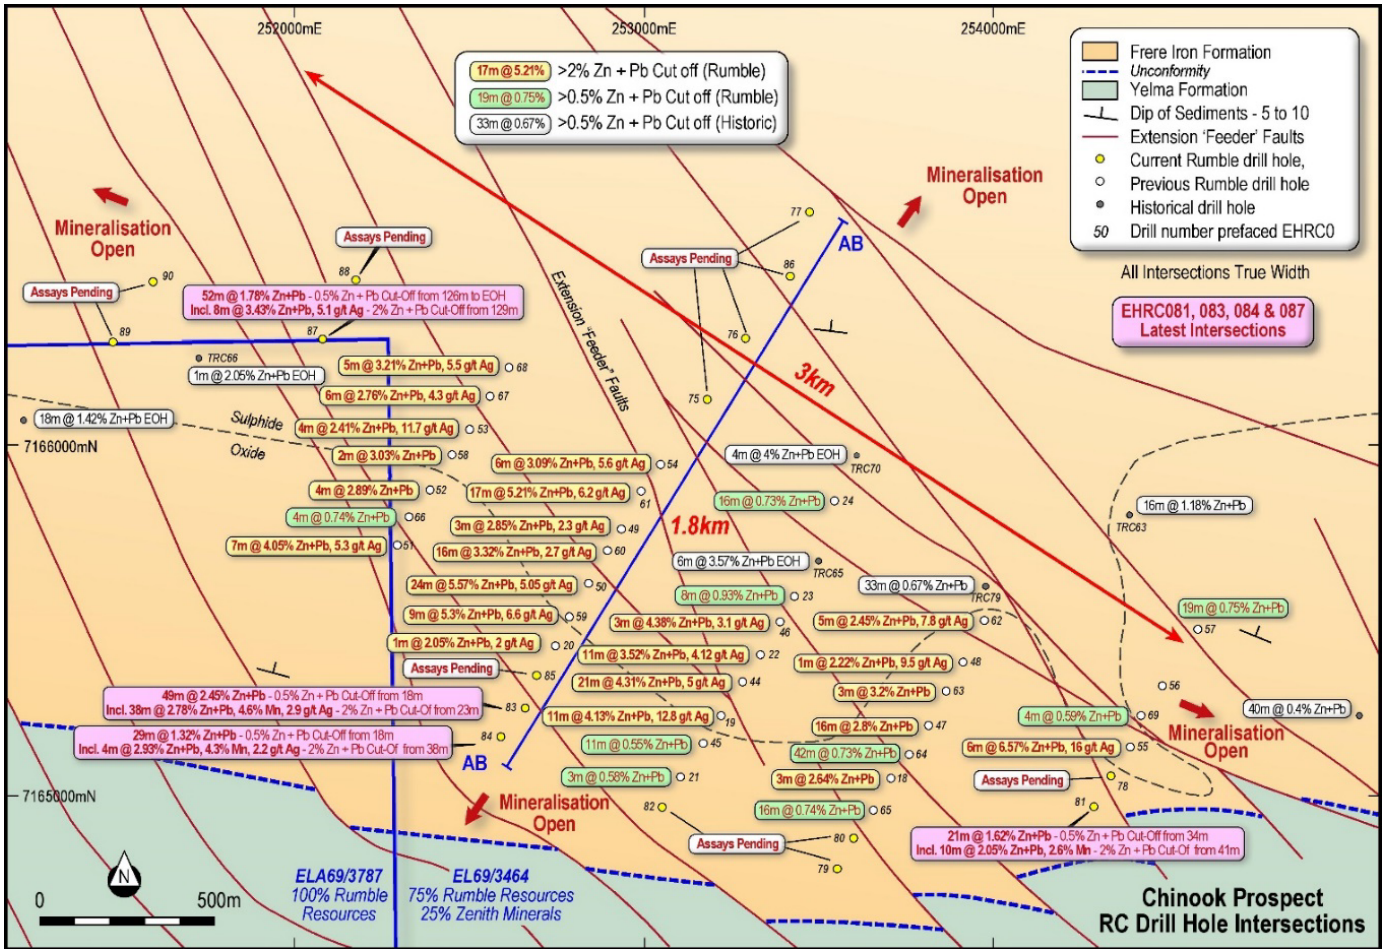 252000mE
253000mE
254000mE
17m @ 5.21% >2% Zn + Pb Cut off (Rumble)
19m @ 0.75% >0.5% Zn + Pb Cut off (Rumble)
33m @ 0.67% >0.5% Zn + Pb Cut off (Historic)
Frere Iron Formation
Unconformity
Yelma Formation
Dip of Sediments - 5 to 10
Extension 'Feeder' Faults
Current Rumble drill hole,
Previous Rumble drill hole
Historical drill hole
50 Drill number prefaced EHRC0
All Intersections True Width
EHRC081, 083, 084 & 087
Latest Intersections
Mineralisation
Open
Mineralisation
Open
77
AB
Assays Pending
86
76
75
Assays Pending
88
90
Assays Pending
89
52m @ 1.78% Zn+Pb - 0.5% Zn + Pb Cut-Off from 126m to EOH
Incl. 8m @ 3.43% Zn+Pb, 5.1 g/t Ag - 2% Zn + Pb Cut-Off from 129m
87
Extension "Feeder" Faults
3km
1.8km
TRC66
1m @ 2.05% Zn+Pb EOH
5m @ 3.21% Zn+Pb, 5.5 g/t Ag 68
6m @ 2.76% Zn+Pb, 4.3 g/t Ag 67
18m @ 1.42% Zn+Pb EOH
Sulphide
Oxide
4m @ 2.41% Zn+Pb, 11.7 g/t Ag 53
7166000mN
2m @ 3.03% Zn+Pb 58
6m @ 3.09% Zn+Pb, 5.6 g/t Ag 54
4m @ 4% Zn+Pb EOH
TRC70
4m @ 2.89% Zn+Pb 52
17m @ 5.21% Zn+Pb, 6.2 g/t Ag
61
16m @ 0.73% Zn+Pb 24
16m @ 1.18% Zn+Pb
TRC63
4m @ 0.74% Zn+Pb 66
3m @ 2.85% Zn+Pb, 2.3 g/t Ag 49
7m @ 4.05% Zn+Pb, 5.3 g/t Ag 51
16m @ 3.32% Zn+Pb, 2.7 g/t Ag 60
6m @ 3.57% Zn+Pb EOH
TRC65
24m @ 5.57% Zn+Pb, 5.05 g/t Ag 50
33m @ 0.67% Zn+Pb
TRC79
8m @ 0.93% Zn+Pb 23
9m @ 5.3% Zn+Pb, 6.6 g/t Ag 59
3m @ 4.38% Zn+Pb, 3.1 g/t Ag
46
5m @ 2.45% Zn+Pb, 7.8 g/t Ag 62
19m @ 0.75% Zn+Pb
57
1m @ 2.05% Zn+Pb, 2 g/t Ag 20
11m @ 3.52% Zn+Pb, 4.12 g/t Ag 22
1m @ 2.22% Zn+Pb, 9.5 g/t Ag 48
Assays Pending
85
21m @ 4.31% Zn+Pb, 5 g/t Ag 44
3m @ 3.2% Zn+Pb 63
56
49m @ 2.45% Zn+Pb - 0.5% Zn + Pb Cut-Off from 18m
Incl. 38m @ 2.78% Zn+Pb, 4.6% Mn, 2.9 g/t Ag - 2% Zn + Pb Cut-Off from 23m
83
11m @ 4.13% Zn+Pb, 12.8 g/t Ag
19
16m @ 2.8% Zn+Pb 47
4m @ 0.59% Zn+Pb 69
40m @ 0.4% Zn+Pb
29m @ 1.32% Zn+Pb - 0.5% Zn + Pb Cut-Off from 18m
Incl. 4m @ 2.93% Zn+Pb, 4.3% Mn, 2.2 g/t Ag - 2% Zn + Pb Cut-Of from 38m
84
11m @ 0.55% Zn+Pb 45
42m @ 0.73% Zn+Pb 64
6m @ 6.57% Zn+Pb, 16 g/t Ag 55
Mineralisation
Open
AB
3m @ 0.58% Zn+Pb 21
3m @ 2.64% Zn+Pb 18
Assays Pending
78
7165000mN
Mineralisation
Open
82
16m @ 0.74% Zn+Pb 65
81
Assays Pending
80
79
21m @ 1.62% Zn+Pb - 0.5% Zn + Pb Cut-Off from 34m
Incl. 10m @ 2.05% Zn+Pb, 2.6% Mn - 2% Zn + Pb Cut-Of from 41m
N
0 500m
ELA69/3787
100% Rumble
Resources
EL69/3464
75% Rumble Resources
25% Zenith Minerals
Chinook Prospect
RC Drill Hole Intersections